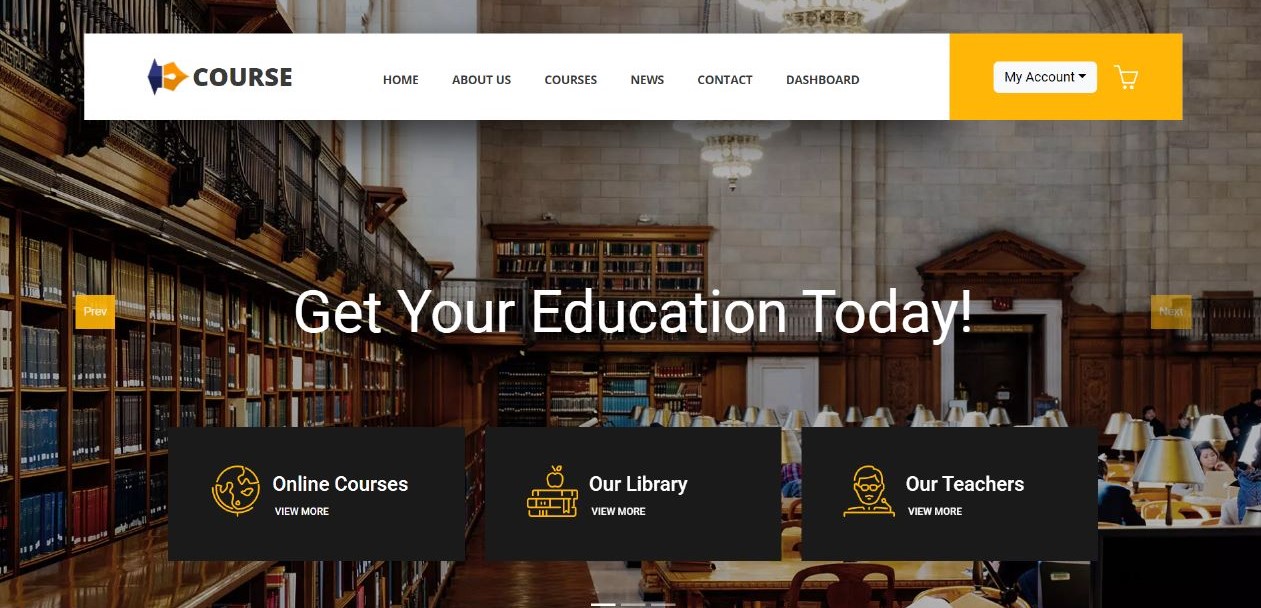 COURSE
HOME ABOUT US COURSES NEWS CONTACT DASHBOARD
My Account
Get Your Education Today!
Prev
Next
Online Courses
VIEW MORE
Our Library
VIEW MORE
Our Teachers
VIEW MORE